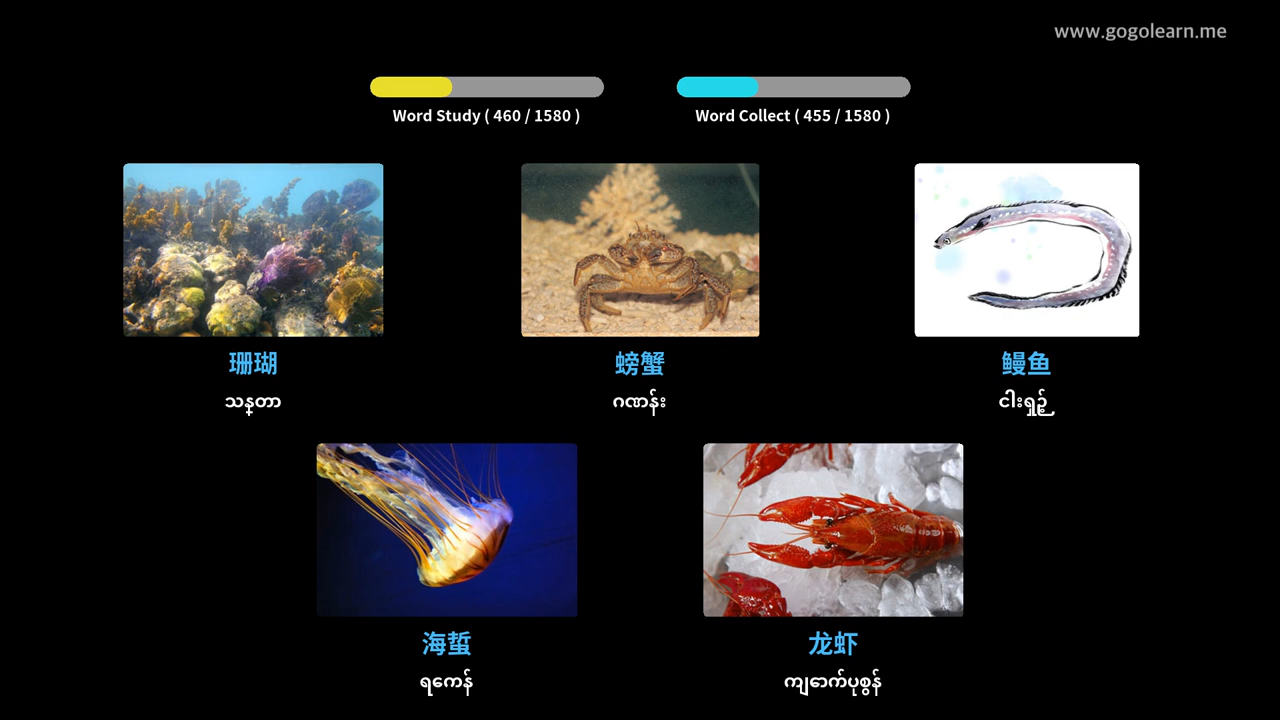 www.gogolearn.me
Word Study ( 460 / 1580 )
Word Collect ( 455 / 1580 )
珊瑚
သန္တာ
螃蟹
ဂဏန်း
鳗鱼
ငါးရှဉ့်
海蜇
ရေခူ
龙虾
ကျောက်ပုစွန်